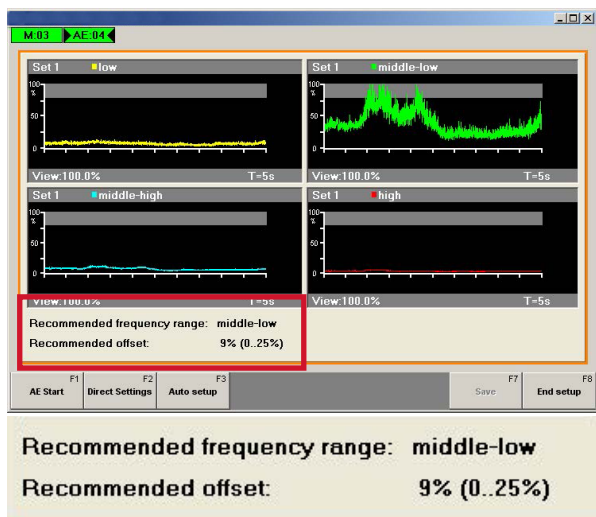 M:03 AE:04
Set 1 low
100
%
50
0
View:100.0% T=5s
Set 1 middle-low
100
%
50
0
View:100.0% T=5s
Set 1 middle-high
100
%
50
0
View:100.0% T=5s
Set 1 high
100
%
50
0
View:100.0% T=5s
Recommended frequency range: middle-low
Recommended offset: 9% (0..25%)
F1 F2 F3 F7 F8
AE Start Direct Settings Auto setup Save End setup
Recommended frequency range: middle-low
Recommended offset: 9% (0..25%)